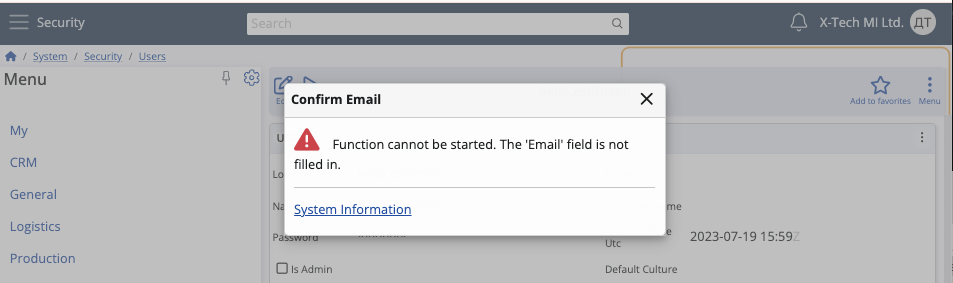 Security
Search
X-Tech MI Ltd.
ДТ
/ System / Security / Users
Menu
Add to favorites
Menu
Confirm Email
Function cannot be started. The 'Email' field is not
filled in.
System Information
My
CRM
General
Logistics
Production
Password
Utc
2023-07-19 15:59Z
Is Admin
Default Culture